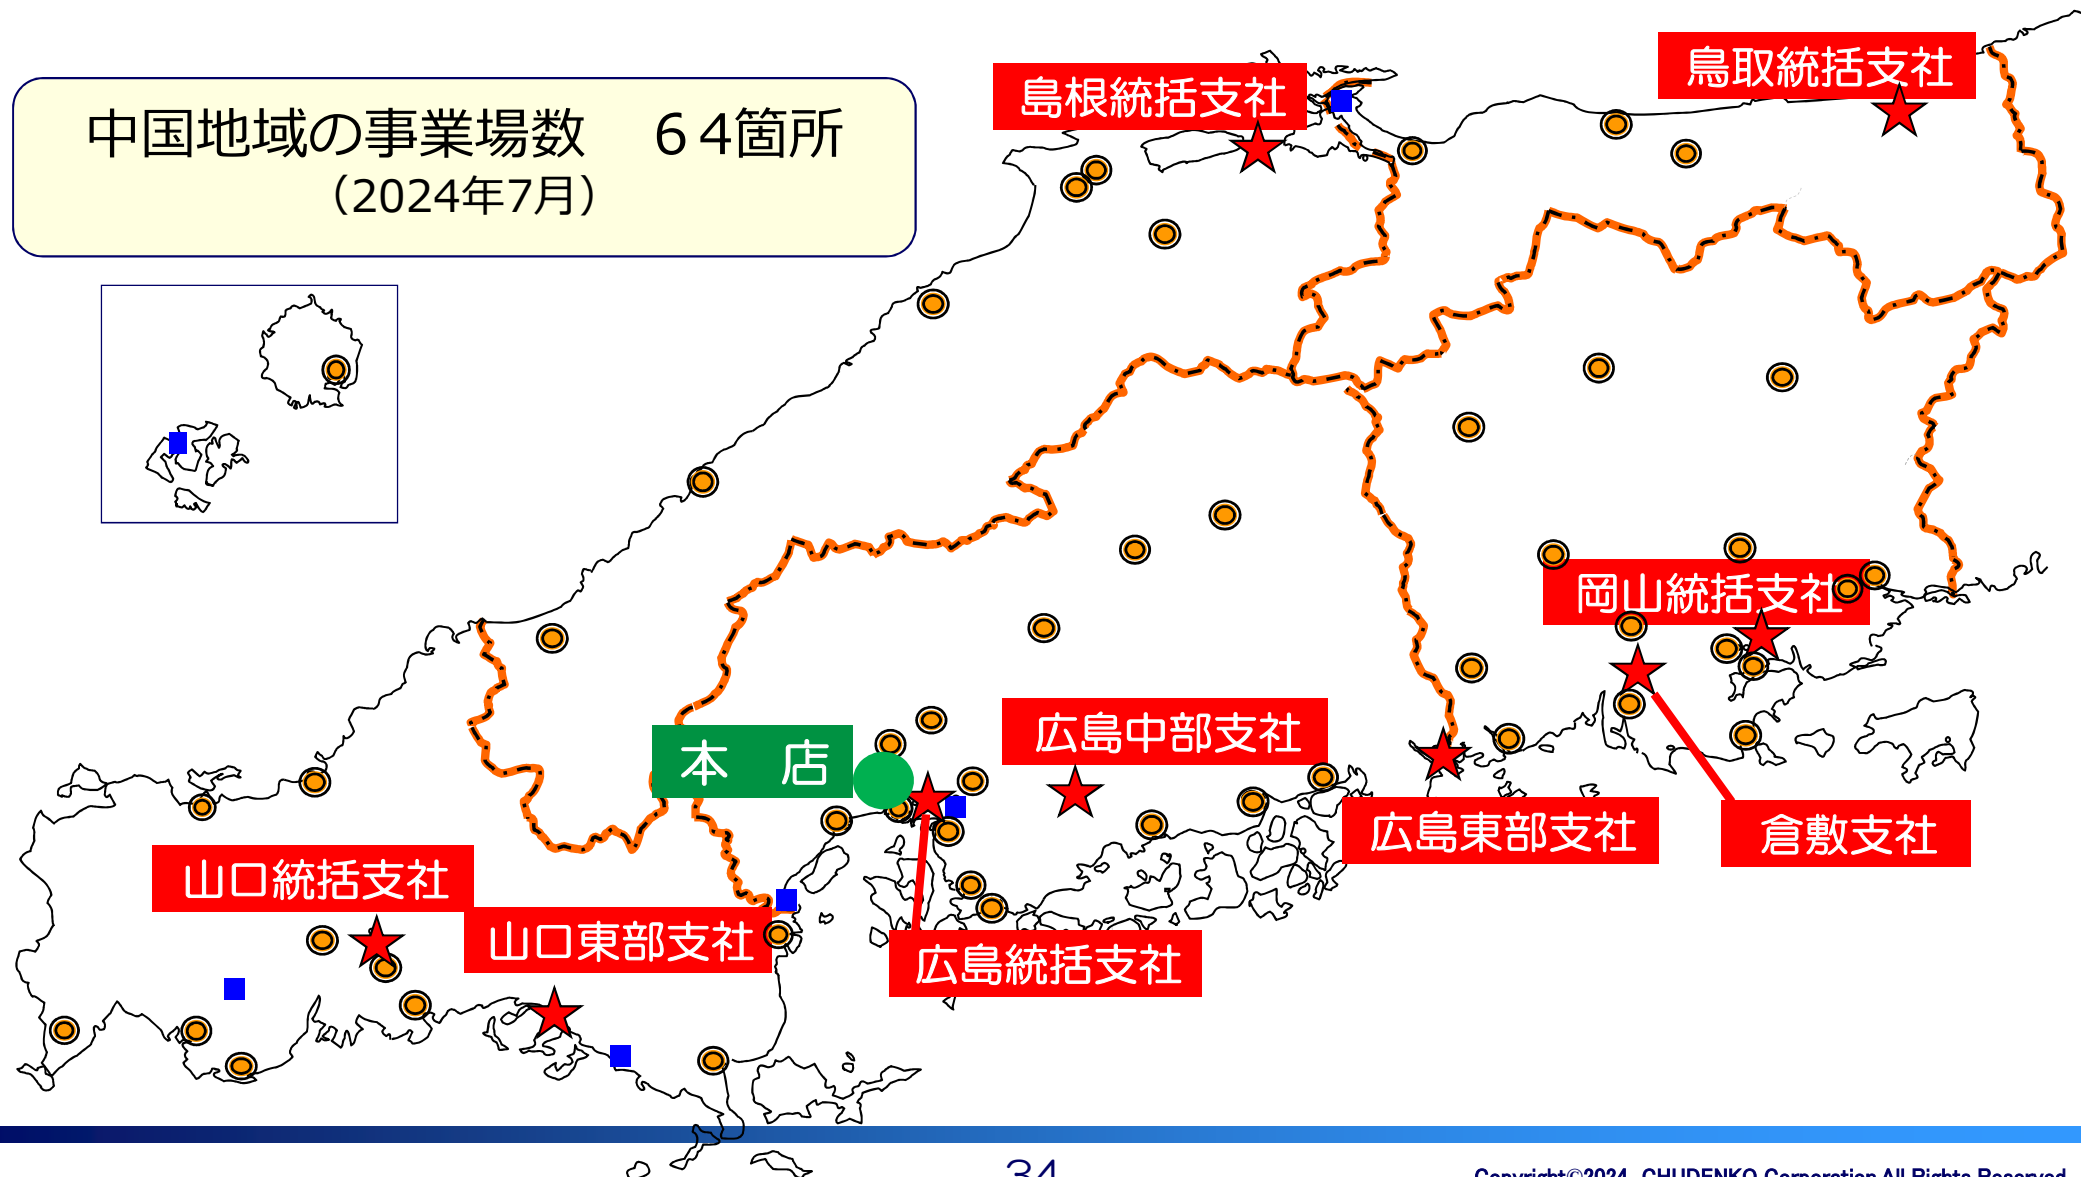 中国地域の事業場数　６4箇所
（2024年7月）
島根統括支社
鳥取統括支社
岡山統括支社
広島中部支社
本　店
広島東部支社
倉敷支社
山口統括支社
山口東部支社
広島統括支社
34
Copyright©2024 CHUDENKO Corporation All Rights Reserved